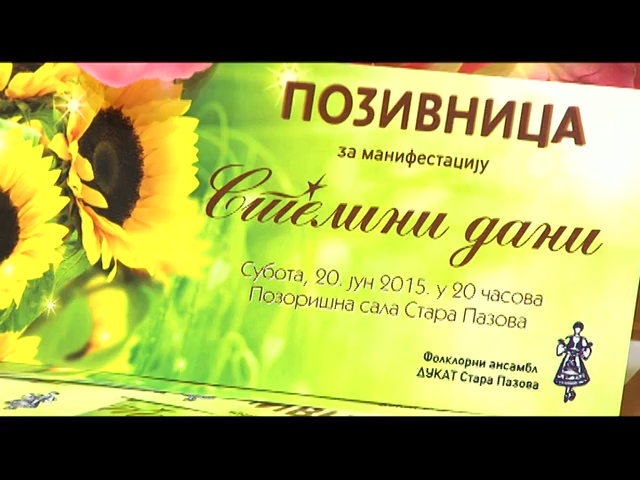 ПОЗИВНИЦА
за манифестацију
Стелини дани
Субота, 20. јун 2015. у 20 часова
Позоришна сала Стара Пазова
Фолклорни ансамбл
ДУКАТ Стара Пазова